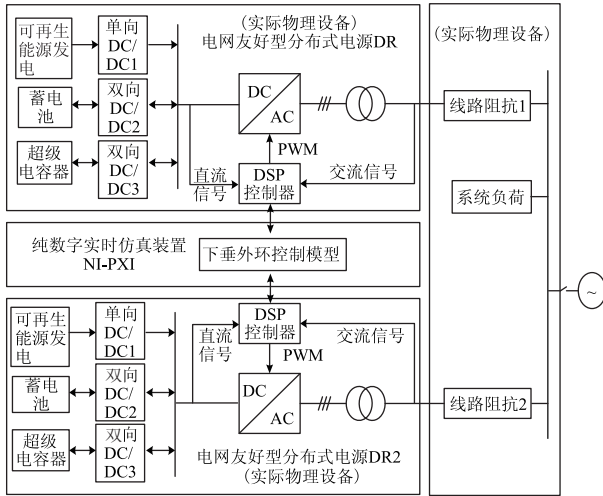 可再生
能源发
电
单向
DC/
DC1
(实际物理设备)
电网友好型分布式电源DR
蓄电
池
双向
DC/
DC2
超级
电容器
双向
DC/
DC3
DC
AC
PWM
直流
信号
DSP
控制器
交流信号
(实际物理设备)
线路阻抗1
系统负荷
~
线路阻抗2
纯数字实时仿真装置
NI-PXI
下垂外环控制模型
可再生
能源发
电
单向
DC/
DC1
蓄电
池
双向
DC/
DC2
超级
电容器
双向
DC/
DC3
直流
信号
DSP
控制器
交流信号
PWM
DC
AC
电网友好型分布式电源DR2
(实际物理设备)